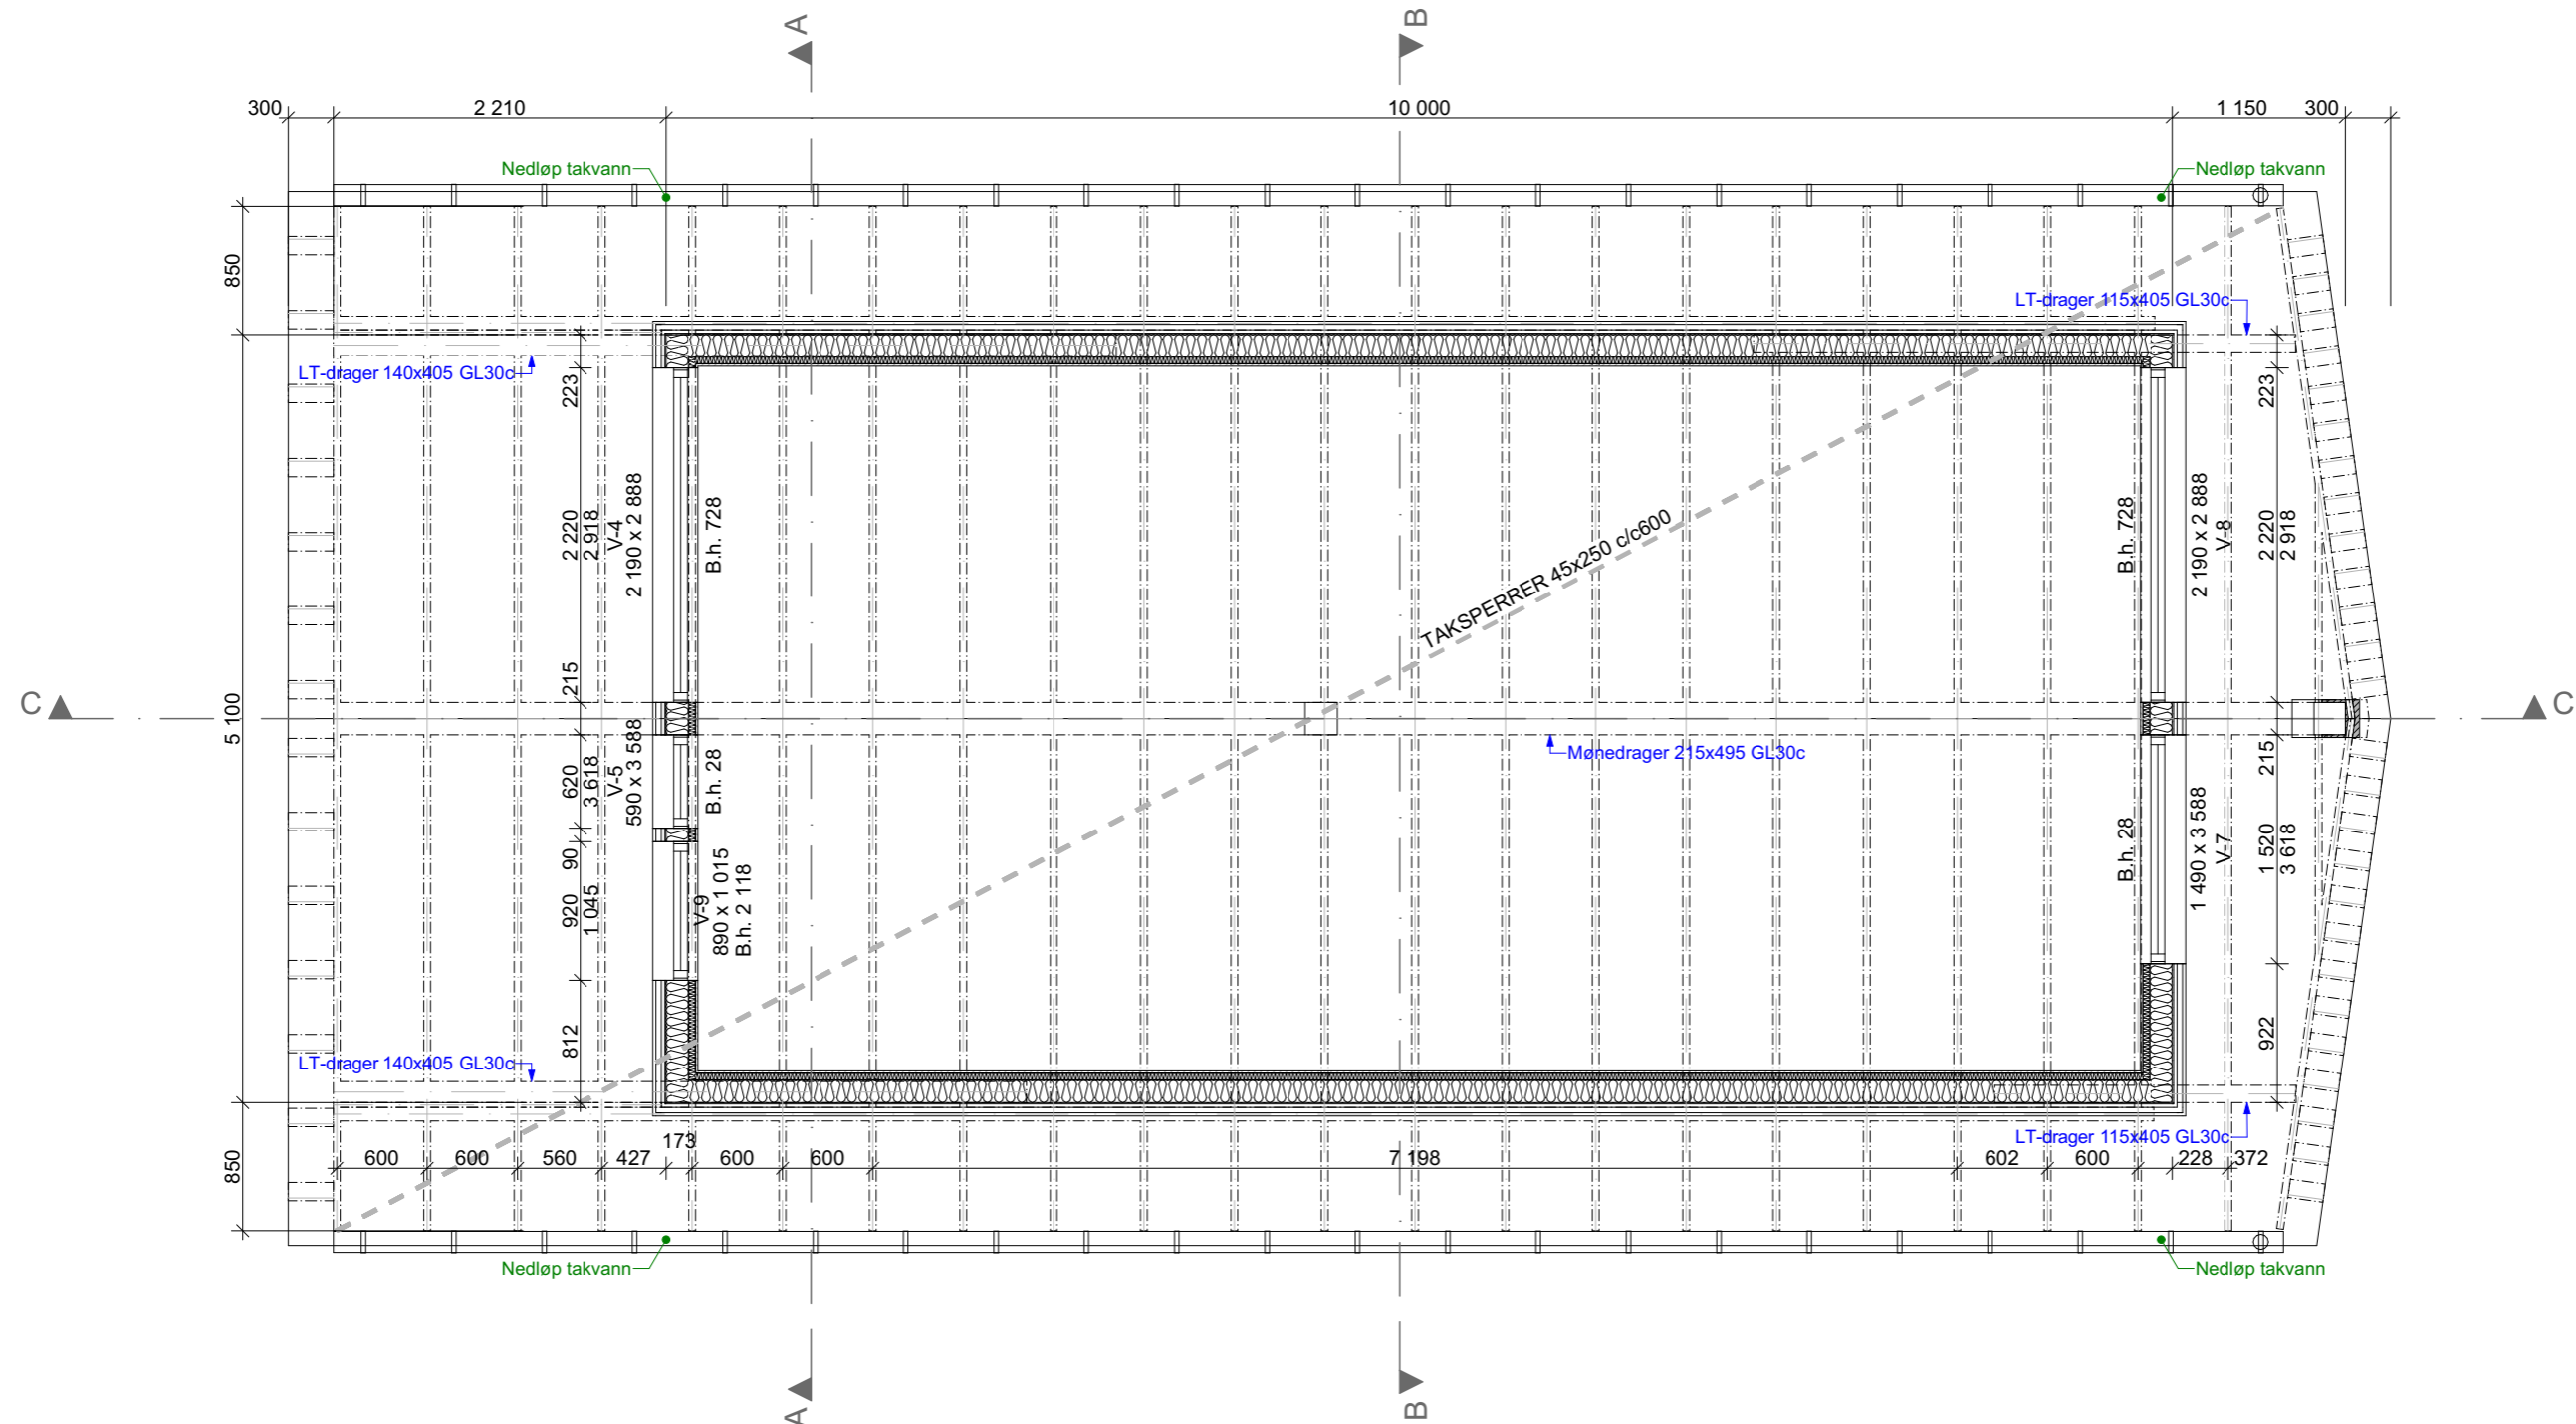 A
B
300
2 210
10 000
1 150
300
Nedløp takvann
Nedløp takvann
850
LT-drager 115x405 GL30c
LT-drager 140x405 GL30c
223
223
2 220
2 918
V-4
2 190 x 2 888
B.h. 728
TAKSPERRER 45x250 c/c600
B.h. 728
2 190 x 2 888
V-8
2 220
2 918
215
C
5 100
C
Mønedrager 215x495 GL30c
215
620
3 618
V-5
590 x 3 588
B.h. 28
B.h. 28
1 490 x 3 588
V-7
1 520
3 618
90
920
1 045
V-9
890 x 1 015
B.h. 2 118
812
922
LT-drager 140x405 GL30c
LT-drager 115x405 GL30c
850
600
600
560
427
173
600
600
7 198
602
600
228
372
Nedløp takvann
Nedløp takvann
A
B